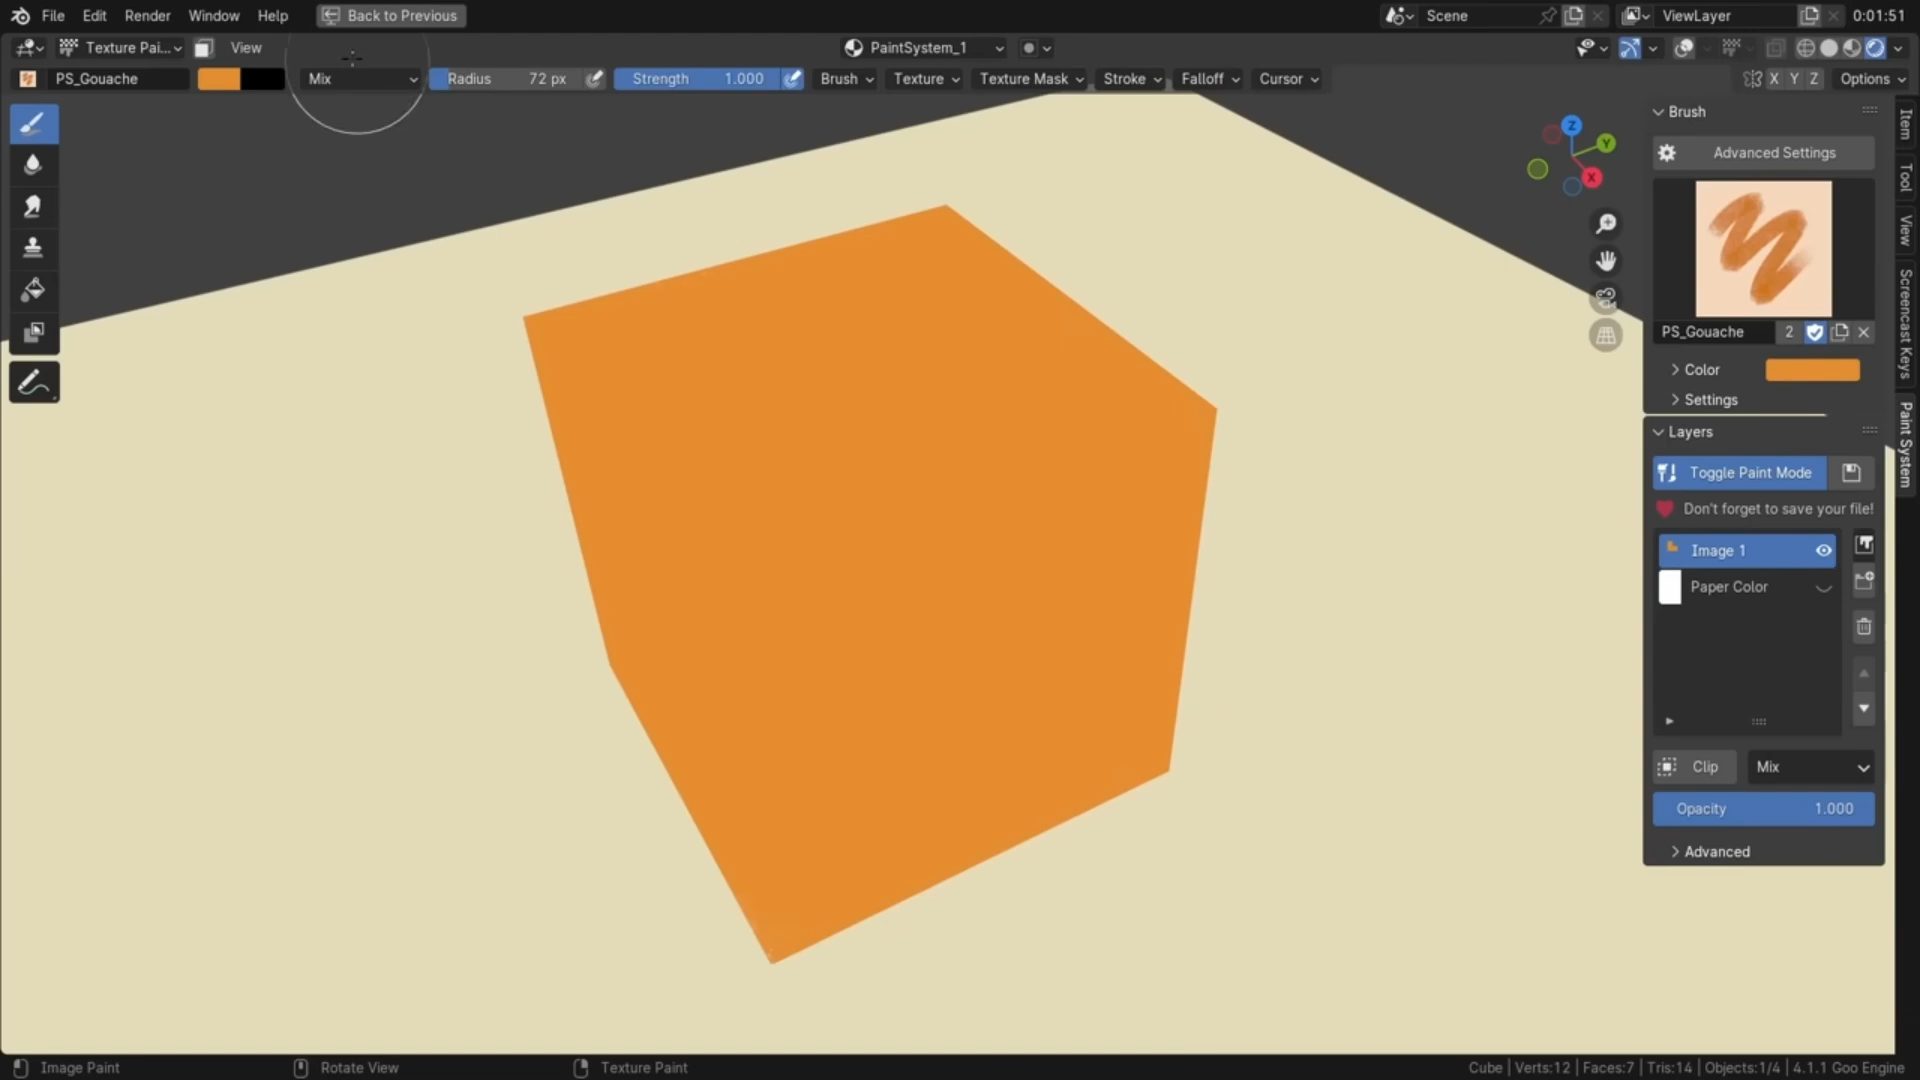 File Edit Render Window Help Back to Previous Scene ViewLayer 0:01:51
Texture Pai... View PaintSystem_1
PS_Gouache Mix Radius 72 px Strength 1.000 Brush Texture Texture Mask Stroke Falloff Cursor X Y Z Options
Brush
Advanced Settings
PS_Gouache 2
Color
Settings
Layers
Toggle Paint Mode
Don't forget to save your file!
Image 1
Paper Color
Clip Mix
Opacity 1.000
Advanced
Item
Tool
View
Screencast Keys
Paint System
Z
Y
X
Image Paint Rotate View Texture Paint Cube | Verts:12 | Faces:7 | Tris:14 | Objects:1/4 | 4.1.1 Goo Engine